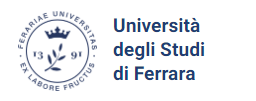 FERRARIAE UNIVERSITAS
EX LABORE FRUCTUS
13 91
Università
degli Studi
di Ferrara